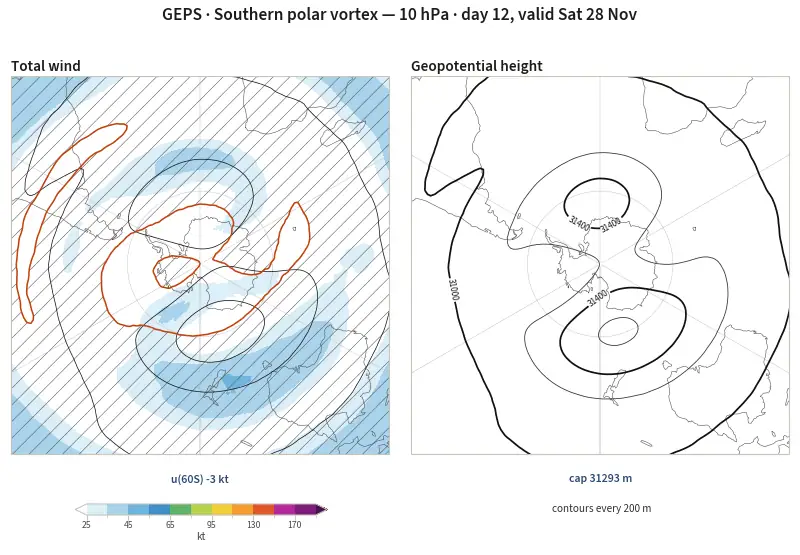 GEPS · Southern polar vortex — 10 hPa · day 12, valid Sat 28 Nov
Total wind
Geopotential height
31400
31400
31400
31000
u(60S) -3 kt
cap 31293 m
contours every 200 m
25 45 65 95 130 170
kt